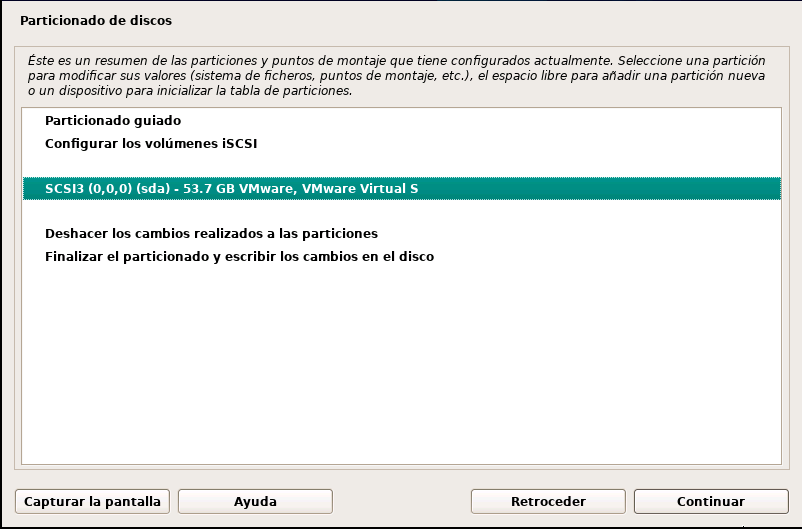 Particionado de discos
Éste es un resumen de las particiones y puntos de montaje que tiene configurados actualmente. Seleccione una partición
para modificar sus valores (sistema de ficheros, puntos de montaje, etc.), el espacio libre para añadir una partición nueva
o un dispositivo para inicializar la tabla de particiones.
Particionado guiado
Configurar los volúmenes iSCSI
SCSI3 (0,0,0) (sda) - 53.7 GB VMware, VMware Virtual S
Deshacer los cambios realizados a las particiones
Finalizar el particionado y escribir los cambios en el disco
Capturar la pantalla Ayuda Retroceder Continuar